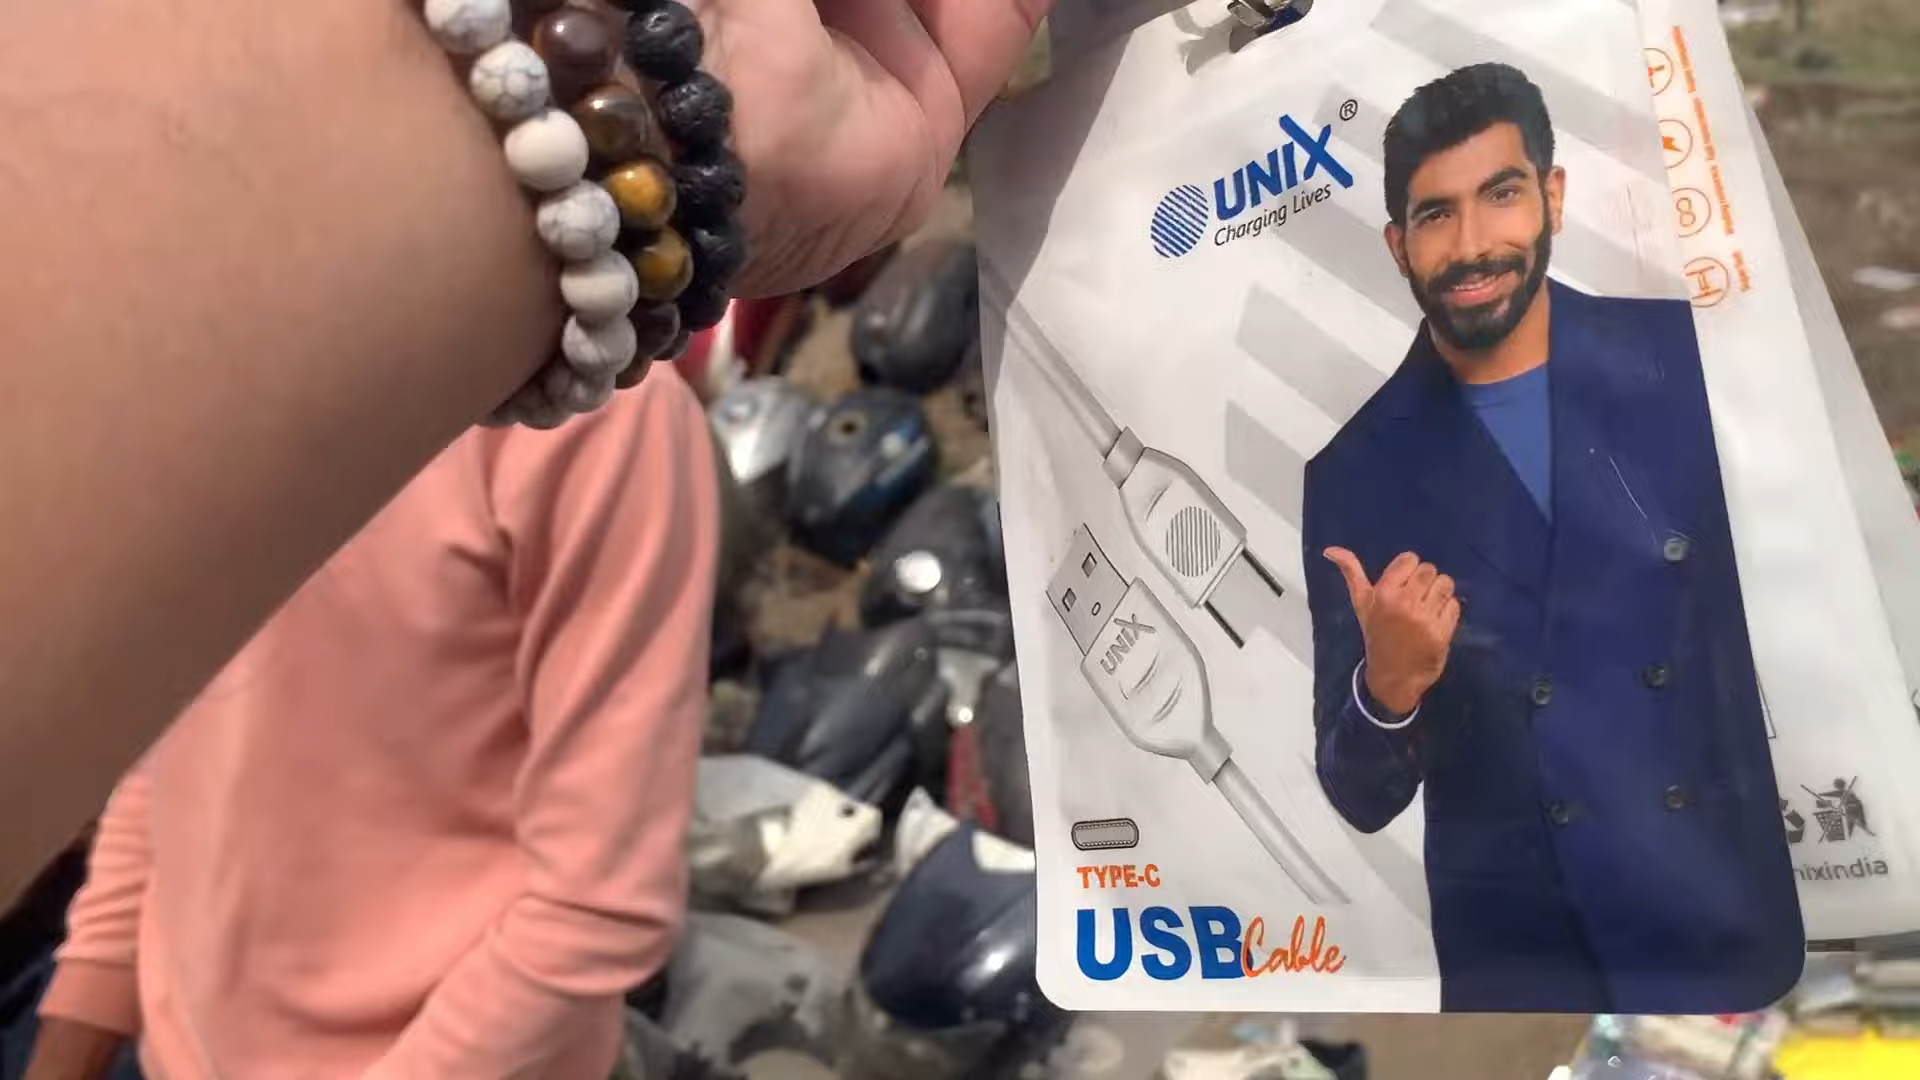 UNIX®
Charging Lives
UNIX
TYPE-C
USB Cable
nixindia